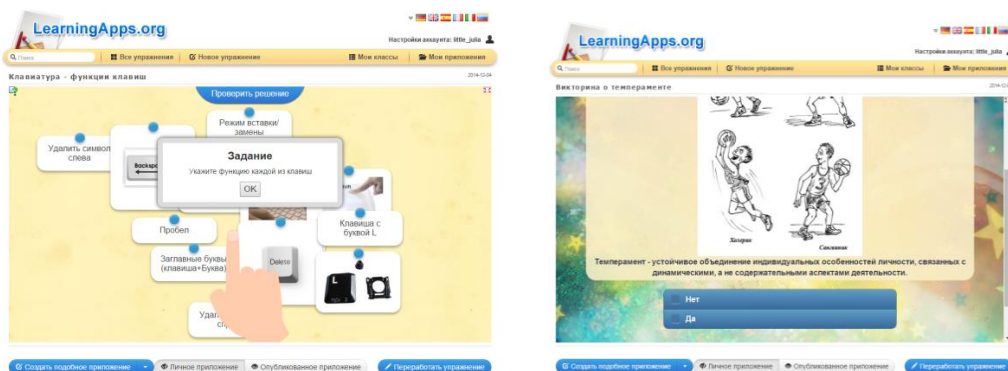 LearningApps.org
Настройки аккаунта: little_julia
Поиск
Все упражнения
Новое упражнение
Мои классы
Мои приложения
Клавиатура - функции клавиш
2014-12-04
Проверить решение
Режим вставки/
замены
Удалить символ
слева
Задание
Укажите функцию каждой из клавиш
OK
Пробел
Клавиша с
буквой L
Заглавные буквы
(клавиша+Буква)
Delete
L
Создать подобное приложение
Личное приложение
Опубликованное приложение
Переработать упражнение
LearningApps.org
Настройки аккаунта: little_julia
Поиск
Все упражнения
Новое упражнение
Мои классы
Мои приложения
Викторина о темпераменте
Холерик
Сангвиник
Темперамент - устойчивое объединение индивидуальных особенностей личности, связанных с
динамическими, а не содержательными аспектами деятельности.
Нет
Да
Создать подобное приложение
Личное приложение
Опубликованное приложение
Переработать упражнение